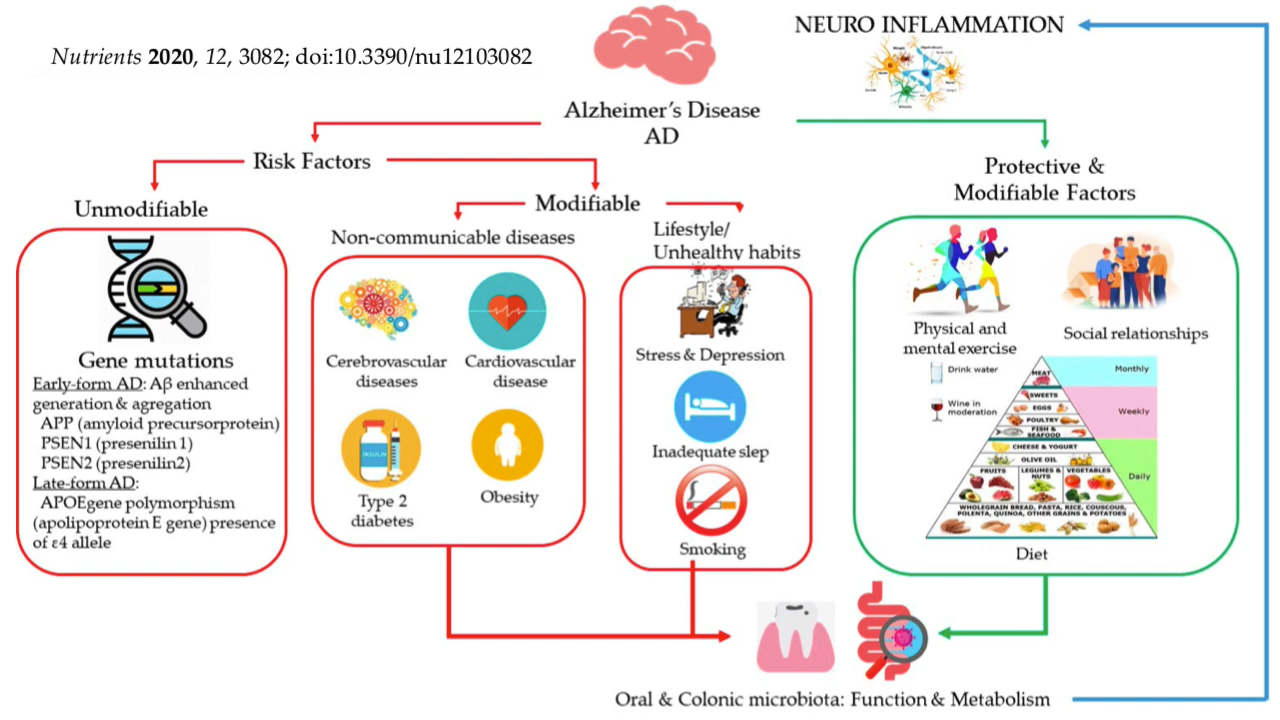 Nutrients 2020, 12, 3082; doi:10.3390/nu12103082
NEURO INFLAMMATION
Alzheimer's Disease
AD
Risk Factors
Unmodifiable
Gene mutations
Early-form AD: Aβ enhanced
generation & agregation
APP (amyloid precursorprotein)
PSEN1 (presenilin 1)
PSEN2 (presenilin2)
Late-form AD:
APOEgene polymorphism
(apolipoprotein E gene) presence
of ε4 allele
Modifiable
Non-communicable diseases
Cerebrovascular
diseases
Cardiovascular
disease
INSULIN
Type 2
diabetes
Obesity
Lifestyle/
Unhealthy habits
Stress & Depression
Inadequate slep
Smoking
Protective &
Modifiable Factors
Physical and
mental exercise
Social relationships
Drink water
Wine in
moderation
MEAT
Monthly
SWEETS
EGGS
POULTRY
FISH &
SEAFOOD
Weekly
CHEESE & YOGURT
OLIVE OIL
FRUITS
LEGUMES &
NUTS
VEGETABLES
Daily
WHOLEGRAIN BREAD, PASTA, RICE, COUSCOUS,
POLENTA, QUINOA, OTHER GRAINS & POTATOES
Diet
Oral & Colonic microbiota: Function & Metabolism